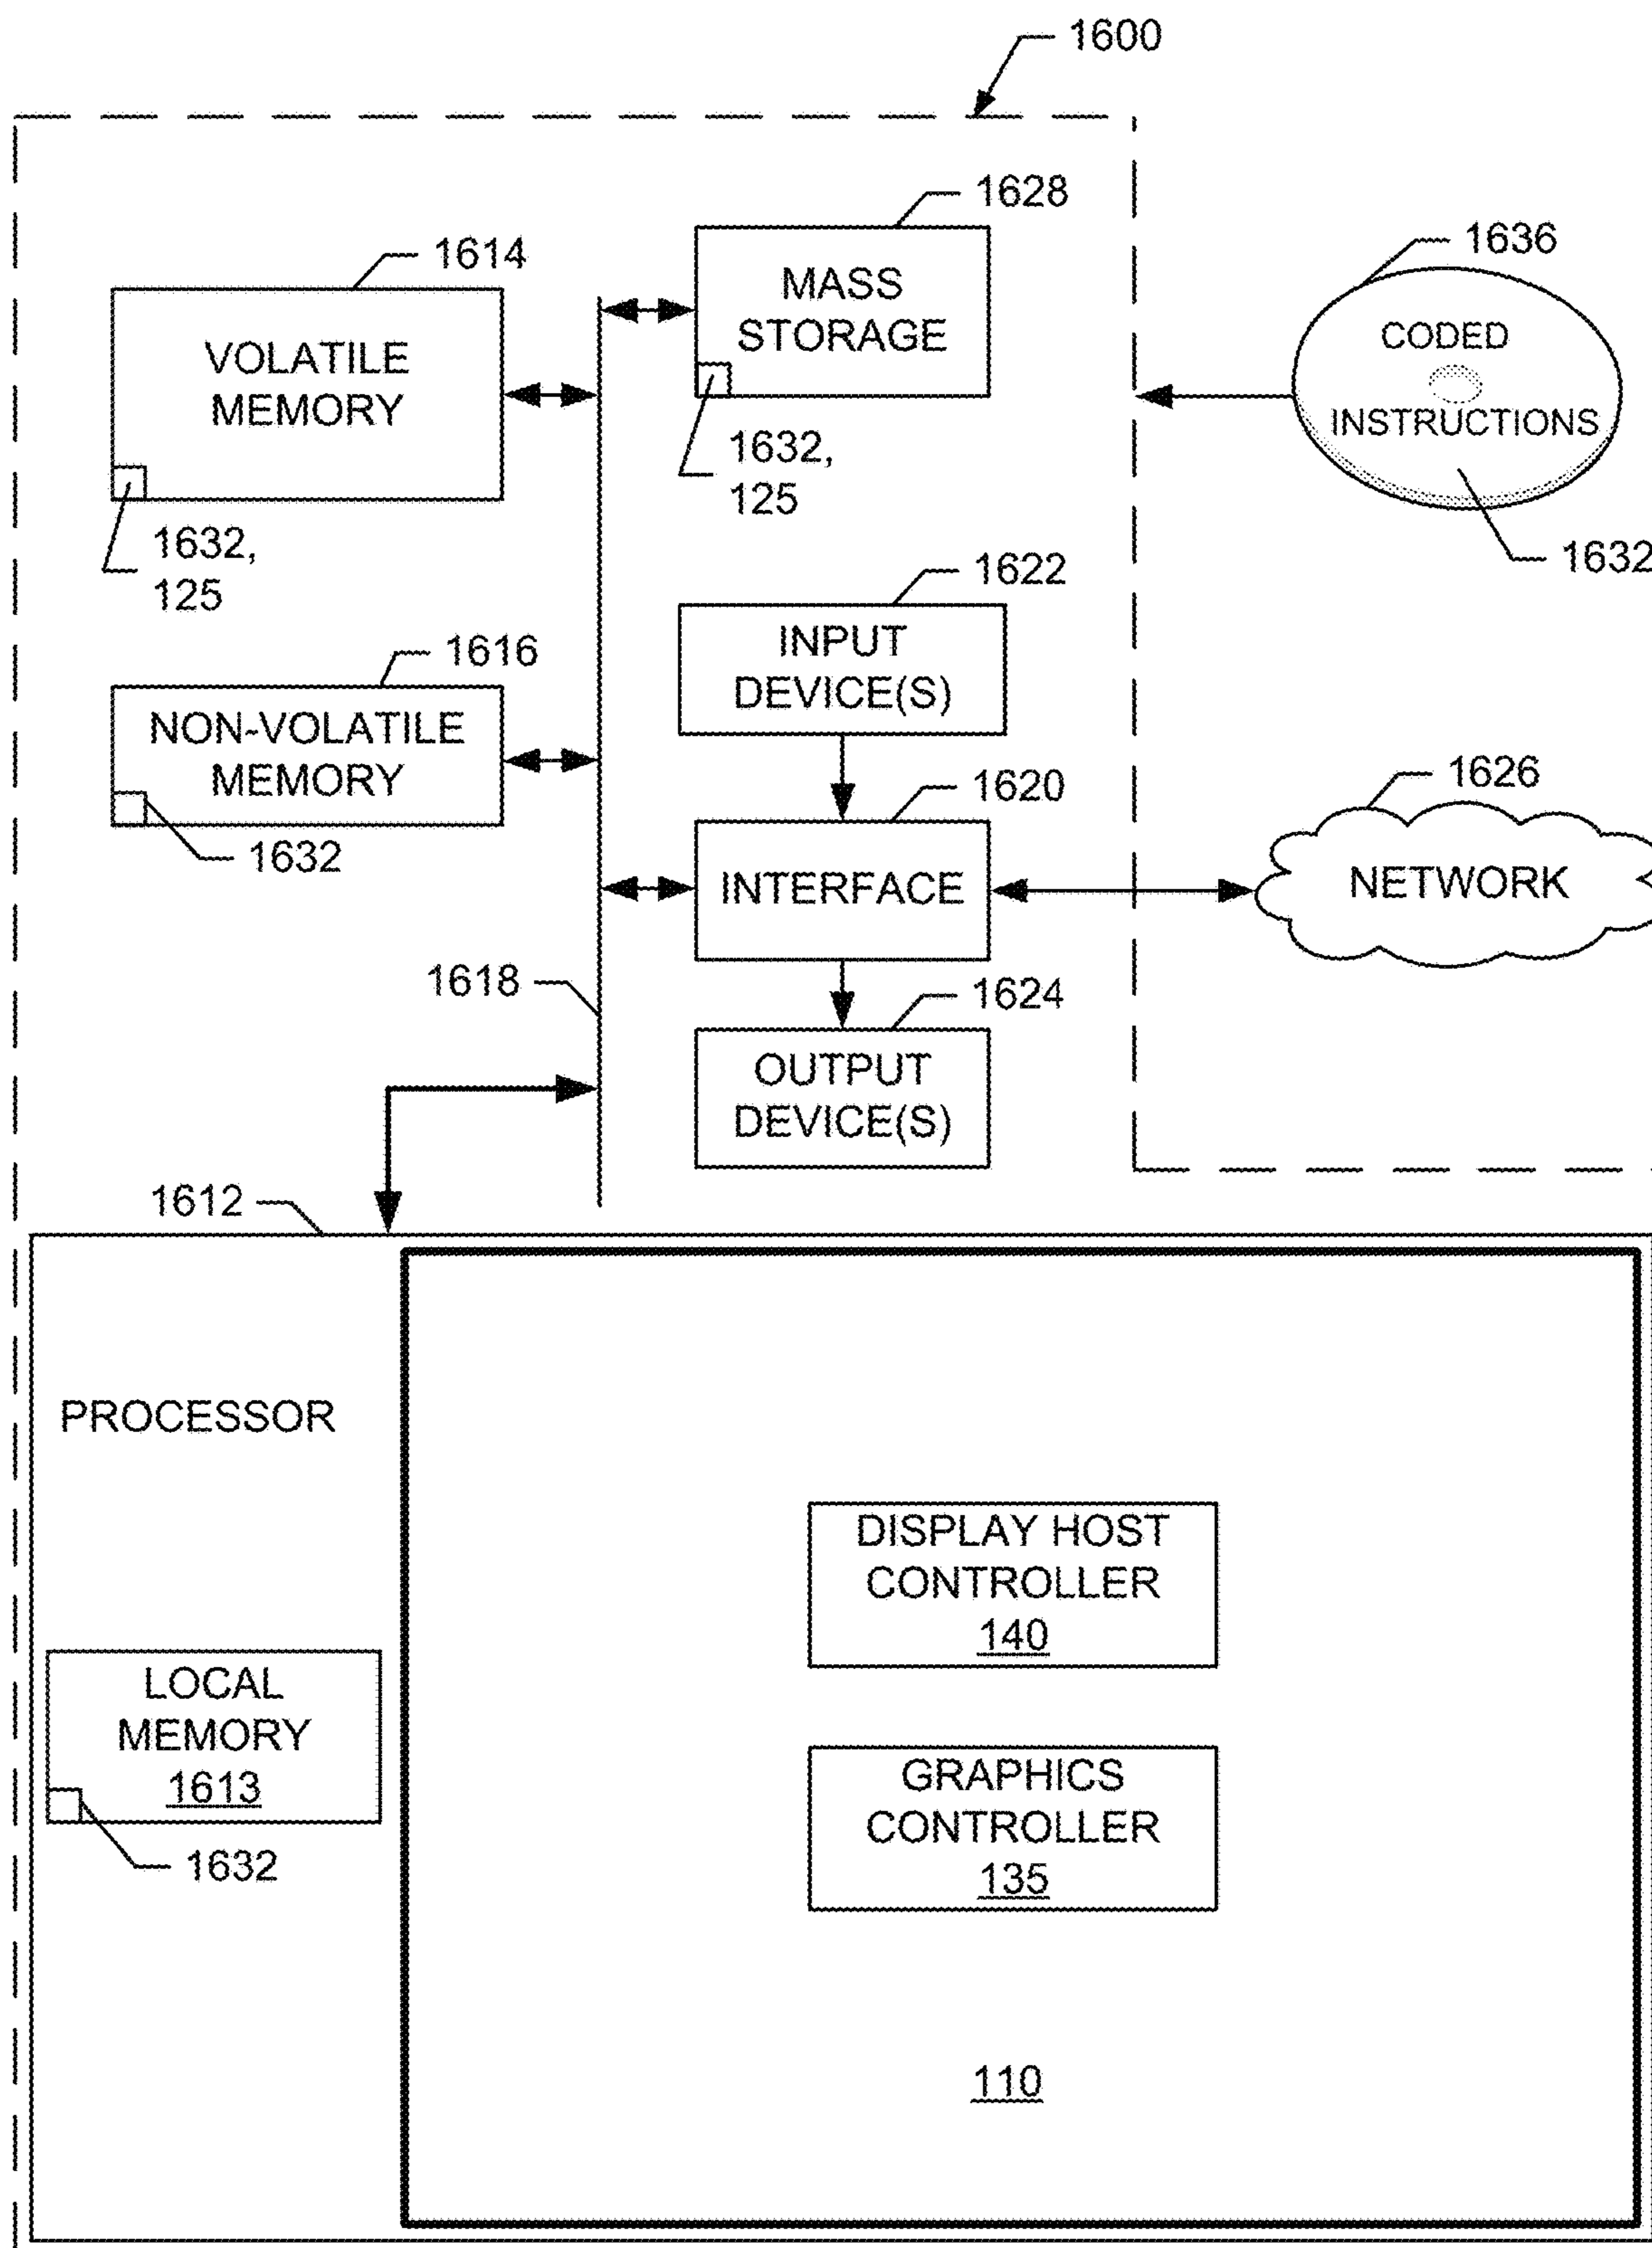 1600
1628
MASS
STORAGE
1632,
125
1614
VOLATILE
MEMORY
1632,
125
1636
CODED
INSTRUCTIONS
1632
1622
INPUT
DEVICE(S)
1616
NON-VOLATILE
MEMORY
1632
1620
INTERFACE
1626
NETWORK
1618
1624
OUTPUT
DEVICE(S)
1612
PROCESSOR
LOCAL
MEMORY
1613
1632
DISPLAY HOST
CONTROLLER
140
GRAPHICS
CONTROLLER
135
110